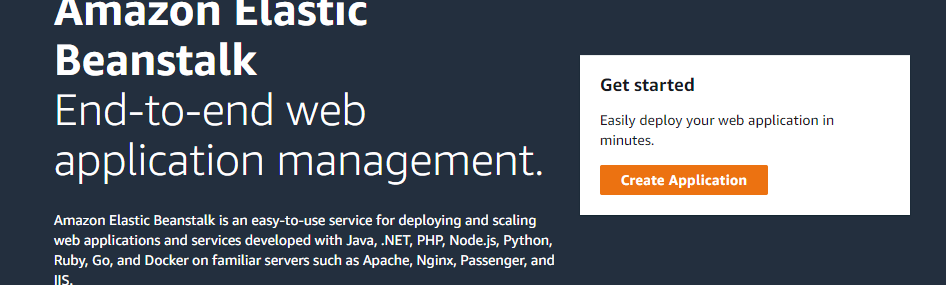 Amazon Elastic
Beanstalk
End-to-end web
application management.
Amazon Elastic Beanstalk is an easy-to-use service for deploying and scaling
web applications and services developed with Java, .NET, PHP, Node.js, Python,
Ruby, Go, and Docker on familiar servers such as Apache, Nginx, Passenger, and
IIS.
Get started
Easily deploy your web application in
minutes.
Create Application